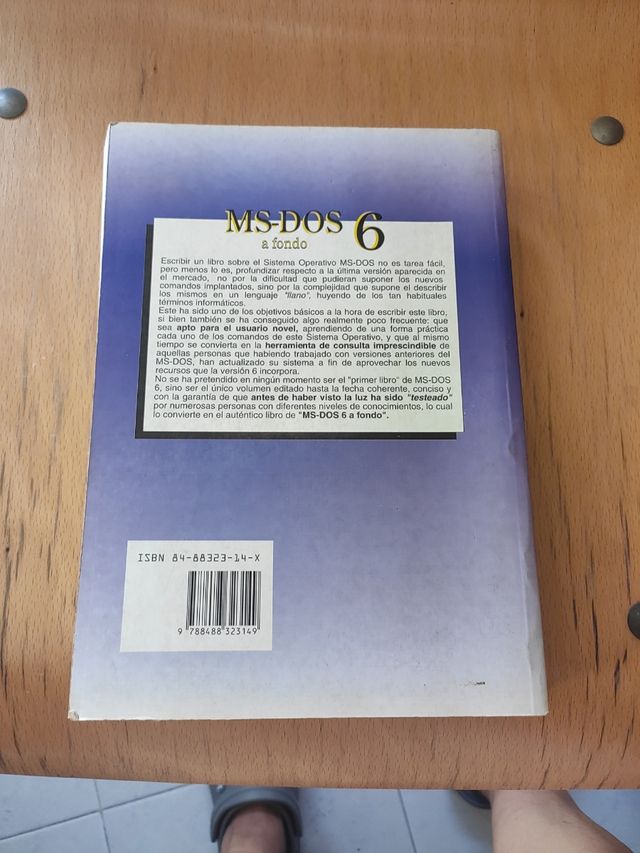 MS-DOS 6
a fondo
Escribir un libro sobre el Sistema Operativo MS-DOS no es tarea fácil,
pero menos lo es, profundizar respecto a la última versión aparecida en
el mercado, no por la dificultad que pudieran suponer los nuevos
comandos implantados, sino por la complejidad que supone el describir
los mismos en un lenguaje "llano", huyendo de los tan habituales
términos informáticos.
Este ha sido uno de los objetivos básicos a la hora de escribir este libro,
si bien también se ha conseguido algo realmente poco frecuente: que
sea apto para el usuario novel, aprendiendo de una forma práctica
cada uno de los comandos de este Sistema Operativo, y que al mismo
tiempo se convierta en la herramienta de consulta imprescindible de
aquellas personas que habiendo trabajado con versiones anteriores del
MS-DOS, han actualizado su sistema a fin de aprovechar los nuevos
recursos que la versión 6 incorpora.
No se ha pretendido en ningún momento ser el "primer libro" de MS-DOS
6, sino ser el único volumen editado hasta la fecha coherente, conciso y
con la garantía de que antes de haber visto la luz ha sido "testeado"
por numerosas personas con diferentes niveles de conocimientos, lo cual
lo convierte en el auténtico libro de "MS-DOS 6 a fondo".
ISBN 84-88323-14-X
9 788488 323149